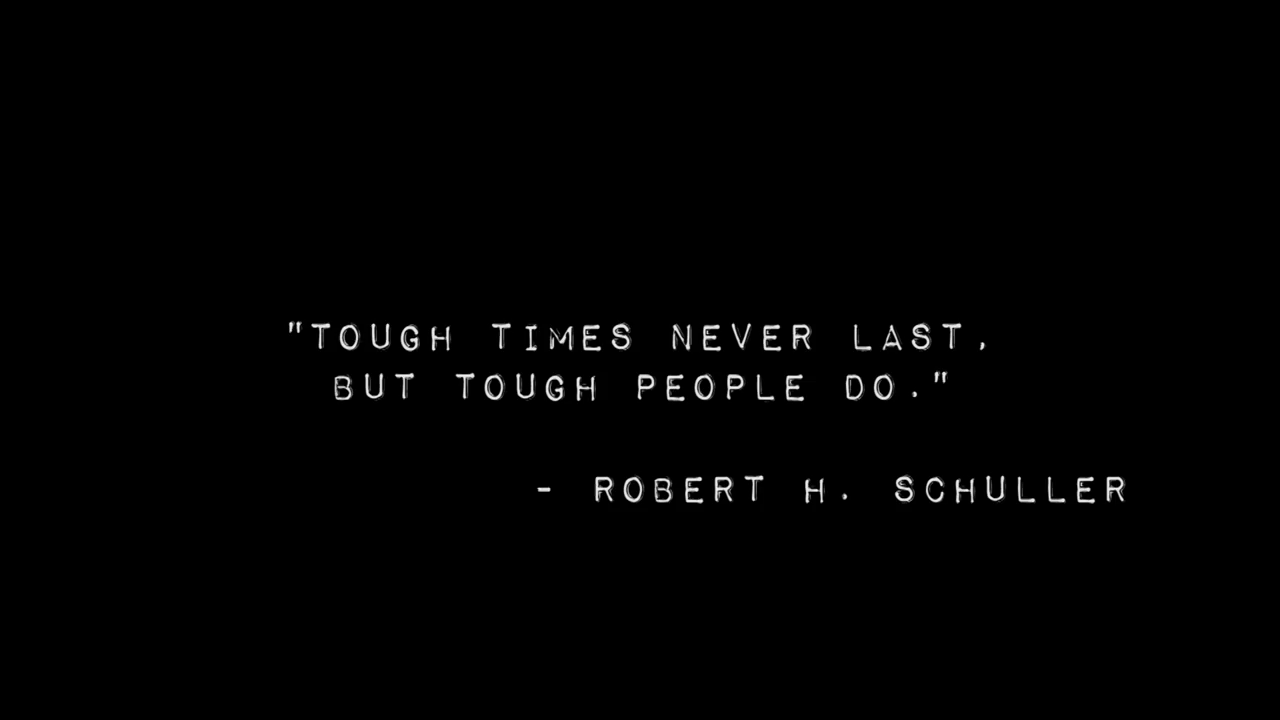 "TOUGH TIMES NEVER LAST,
BUT TOUGH PEOPLE DO."
- ROBERT H. SCHULLER